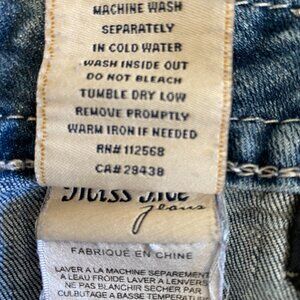 MACHINE WASH
SEPARATELY
IN COLD WATER
WASH INSIDE OUT
DO NOT BLEACH
TUMBLE DRY LOW
REMOVE PROMPTLY
WARM IRON IF NEEDED
RN# 112568
CA# 29438
Miss Me
Jeans
FABRIQUE EN CHINE
LAVER A LA MACHINE SEPAREMENT
A LEAU FROIDE LAVER A LENVERS
NE PAS BLANCHIR SECHER PAR
CULBUTAGE A BASSE TEMPERAT